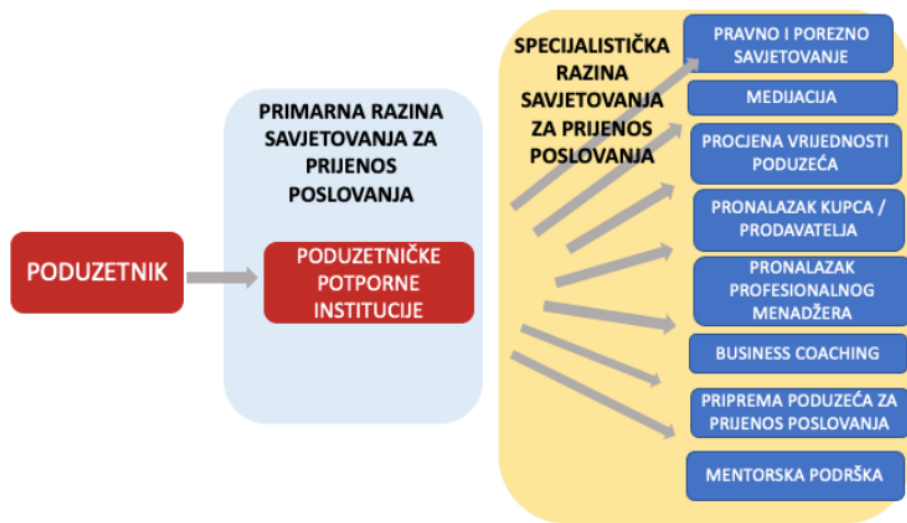 PODUZETNIK
PRIMARNA RAZINA
SAVJETOVANJA ZA
PRIJENOS
POSLOVANJA
PODUZETNIČKE
POTPORNE
INSTITUCIJE
SPECIJALISTIČKA
RAZINA
SAVJETOVANJA
ZA PRIJENOS
POSLOVANJA
PRAVNO I POREZNO
SAVJETOVANJE
MEDIJACIJA
PROCJENA VRIJEDNOSTI
PODUZEĆA
PRONALAZAK KUPCA /
PRODAVATELJA
PRONALAZAK
PROFESIONALNOG
MENADŽERA
BUSINESS COACHING
PRIPREMA PODUZEĆA ZA
PRIJENOS POSLOVANJA
MENTORSKA PODRŠKA